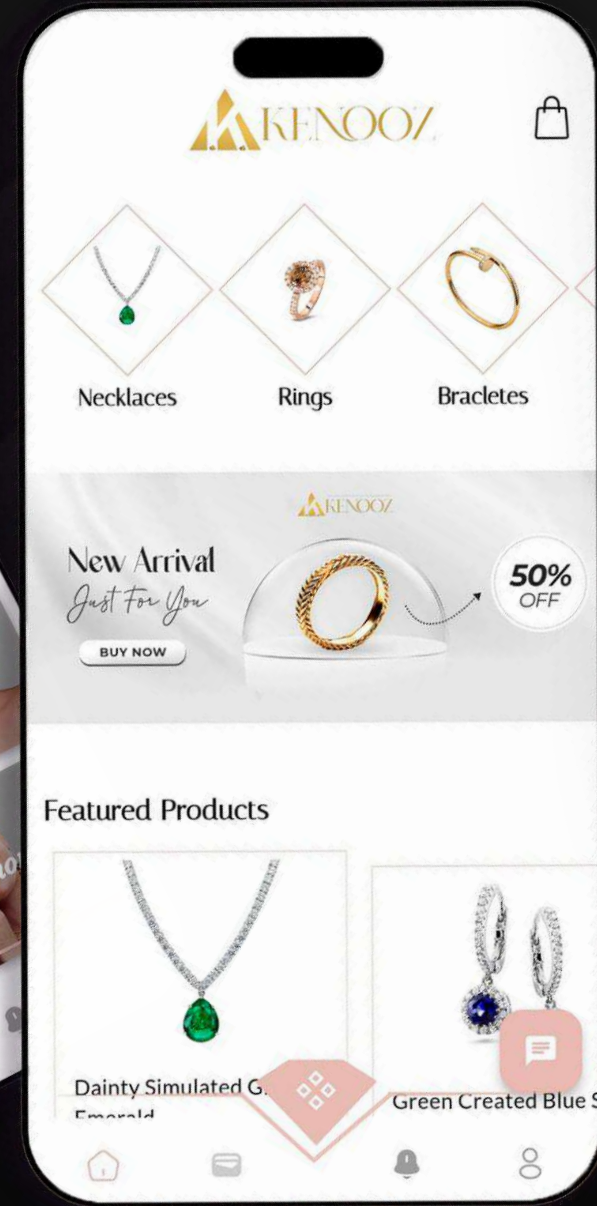 KENOOZ
Necklaces
Rings
Bracletes
KENOOZ
New Arrival
Just For You
BUY NOW
50%
OFF
Featured Products
Dainty Simulated G
Emerald
Green Created Blue S